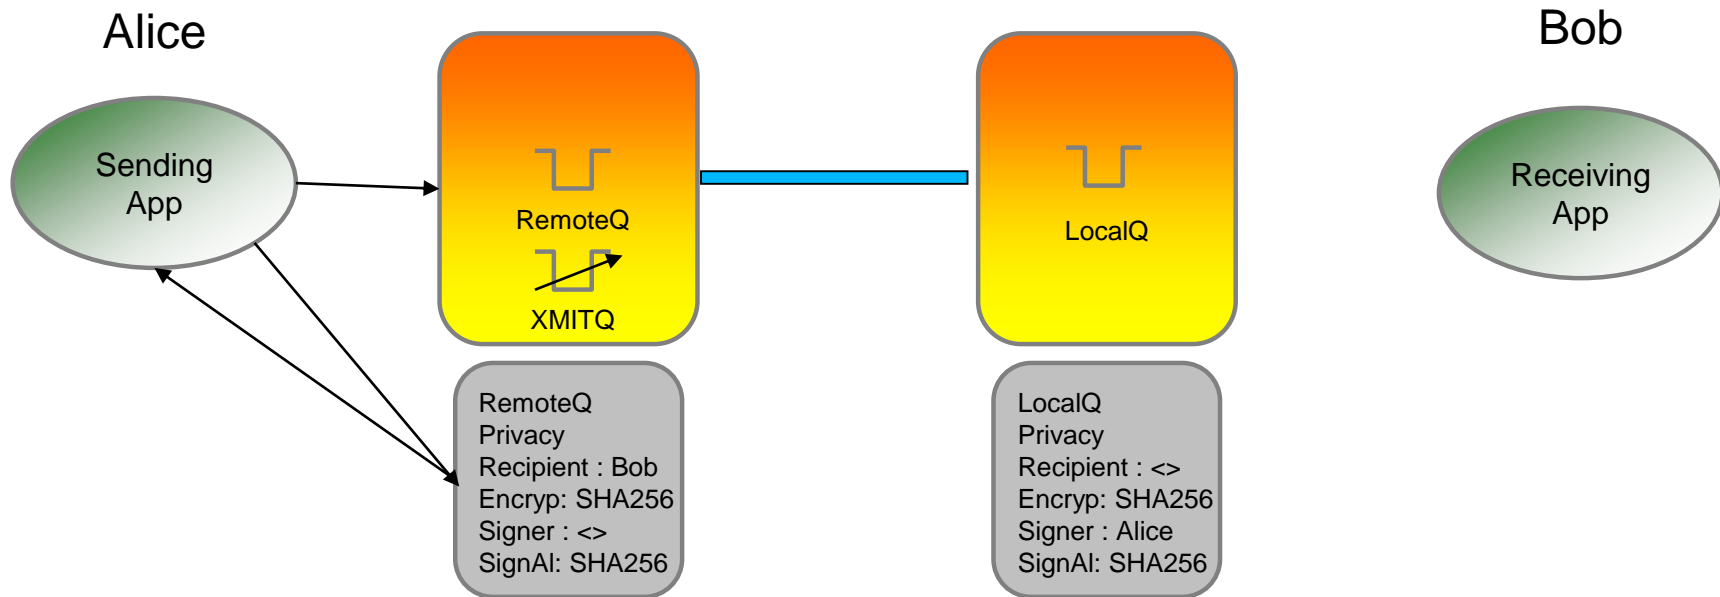 Alice
Bob
Sending
App
RemoteQ
XMITQ
LocalQ
Receiving
App
RemoteQ
Privacy
Recipient : Bob
Encryp: SHA256
Signer : <>
SignAl: SHA256
LocalQ
Privacy
Recipient : <>
Encryp: SHA256
Signer : Alice
SignAl: SHA256